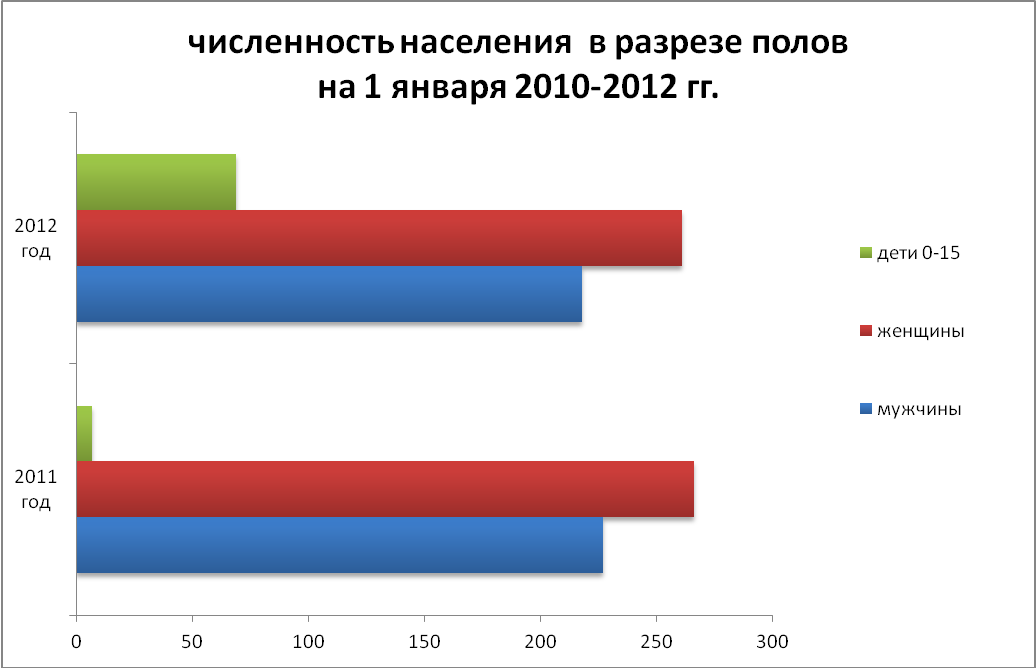 численность населения  в разрезе полов
на 1 января 2010-2012 гг.
2012
год
2011
год
дети 0-15
женщины
мужчины
0 50 100 150 200 250 300